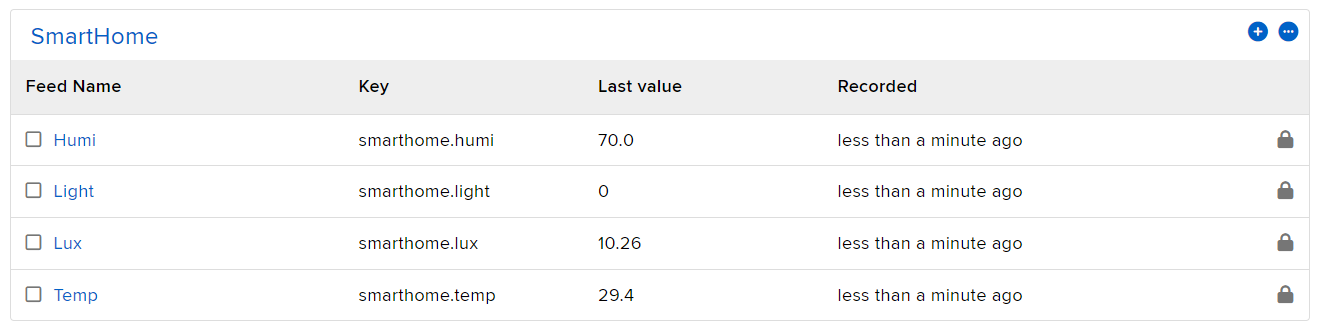 SmartHome
Feed Name Key Last value Recorded
Humi smarthome.humi 70.0 less than a minute ago
Light smarthome.light 0 less than a minute ago
Lux smarthome.lux 10.26 less than a minute ago
Temp smarthome.temp 29.4 less than a minute ago